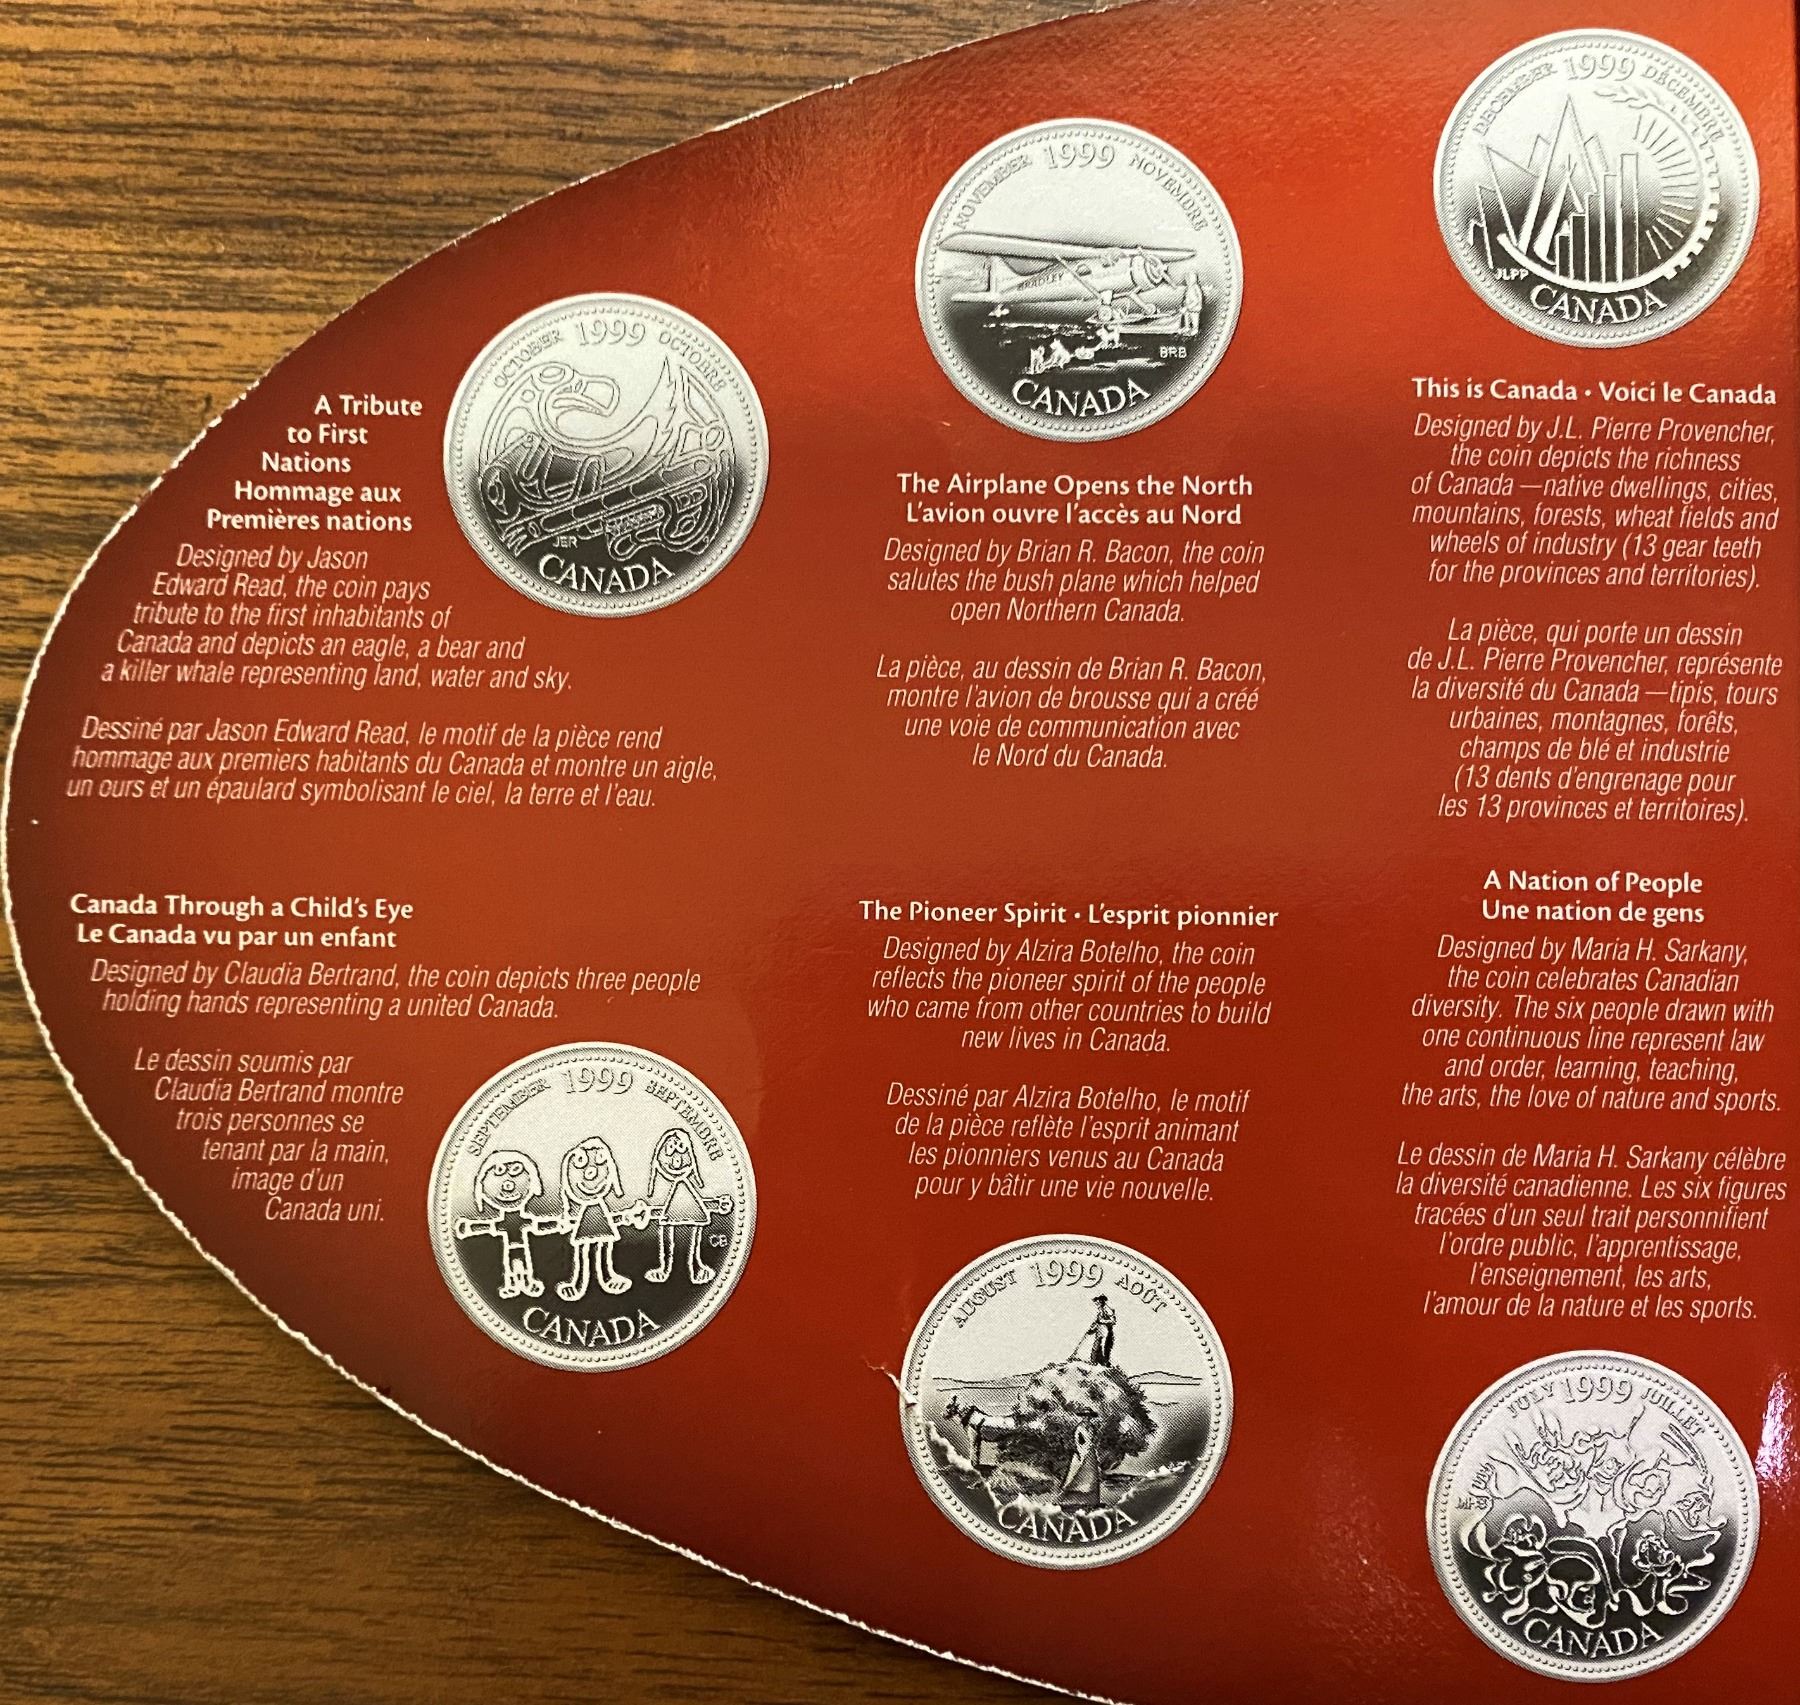 OCTOBER 1999 OCTOBRE
JER
CANADA
A Tribute
to First
Nations
Hommage aux
Premières nations
Designed by Jason
Edward Read, the coin pays
tribute to the first inhabitants of
Canada and depicts an eagle, a bear and
a killer whale representing land, water and sky.
Dessiné par Jason Edward Read, le motif de la pièce rend
hommage aux premiers habitants du Canada et montre un aigle,
un ours et un épaulard symbolisant le ciel, la terre et l'eau.
NOVEMBER 1999 NOVEMBRE
BRADLEY
BRB
CANADA
The Airplane Opens the North
L'avion ouvre l'accès au Nord
Designed by Brian R. Bacon, the coin
salutes the bush plane which helped
open Northern Canada.
La pièce, au dessin de Brian R. Bacon,
montre l'avion de brousse qui a créé
une voie de communication avec
le Nord du Canada.
DECEMBER 1999 DÉCEMBRE
JLPP
CANADA
This is Canada • Voici le Canada
Designed by J.L. Pierre Provencher,
the coin depicts the richness
of Canada —native dwellings, cities,
mountains, forests, wheat fields and
wheels of industry (13 gear teeth
for the provinces and territories).
La pièce, qui porte un dessin
de J.L. Pierre Provencher, représente
la diversité du Canada —tipis, tours
urbaines, montagnes, forêts,
champs de blé et industrie
(13 dents d'engrenage pour
les 13 provinces et territoires).
Canada Through a Child's Eye
Le Canada vu par un enfant
Designed by Claudia Bertrand, the coin depicts three people
holding hands representing a united Canada.
Le dessin soumis par
Claudia Bertrand montre
trois personnes se
tenant par la main,
image d'un
Canada uni.
SEPTEMBER 1999 SEPTEMBRE
CB
CANADA
The Pioneer Spirit • L'esprit pionnier
Designed by Alzira Botelho, the coin
reflects the pioneer spirit of the people
who came from other countries to build
new lives in Canada.
Dessiné par Alzira Botelho, le motif
de la pièce reflète l'esprit animant
les pionniers venus au Canada
pour y bâtir une vie nouvelle.
AUGUST 1999 AOÛT
CANADA
A Nation of People
Une nation de gens
Designed by Maria H. Sarkany,
the coin celebrates Canadian
diversity. The six people drawn with
one continuous line represent law
and order, learning, teaching,
the arts, the love of nature and sports.
Le dessin de Maria H. Sarkany célèbre
la diversité canadienne. Les six figures
tracées d'un seul trait personnifient
l'ordre public, l'apprentissage,
l'enseignement, les arts,
l'amour de la nature et les sports.
JULY 1999 JUILLET
MHS
CANADA